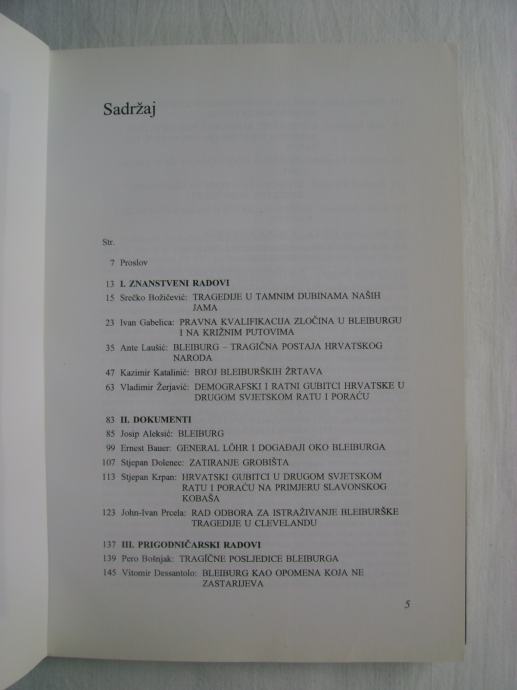 Sadržaj
Str.
7 Proslov
13 I. ZNANSTVENI RADOVI
15 Srećko Božičević: TRAGEDIJE U TAMNIM DUBINAMA NAŠIH
JAMA
23 Ivan Gabelica: PRAVNA KVALIFIKACIJA ZLOČINA U BLEIBURGU
I NA KRIŽNIM PUTOVIMA
35 Ante Laušić: BLEIBURG – TRAGIČNA POSTAJA HRVATSKOG
NARODA
47 Kazimir Katalinić: BROJ BLEIBURŠKIH ŽRTAVA
63 Vladimir Žerjavić: DEMOGRAFSKI I RATNI GUBITCI HRVATSKE U
DRUGOM SVJETSKOM RATU I PORAĆU
83 II. DOKUMENTI
85 Josip Aleksić: BLEIBURG
99 Ernest Bauer: GENERAL LÖHR I DOGAĐAJI OKO BLEIBURGA
107 Stjepan Dolenec: ZATIRANJE GROBIŠTA
113 Stjepan Krpan: HRVATSKI GUBITCI U DRUGOM SVJETSKOM
RATU I PORAĆU NA PRIMJERU SLAVONSKOG
KOBAŠA
123 John-Ivan Prcela: RAD ODBORA ZA ISTRAŽIVANJE BLEIBURŠKE
TRAGEDIJE U CLEVELANDU
137 III. PRIGODNIČARSKI RADOVI
139 Pero Bošnjak: TRAGIČNE POSLJEDICE BLEIBURGA
145 Vitomir Dessantolo: BLEIBURG KAO OPOMENA KOJA NE
ZASTARIJEVA
5